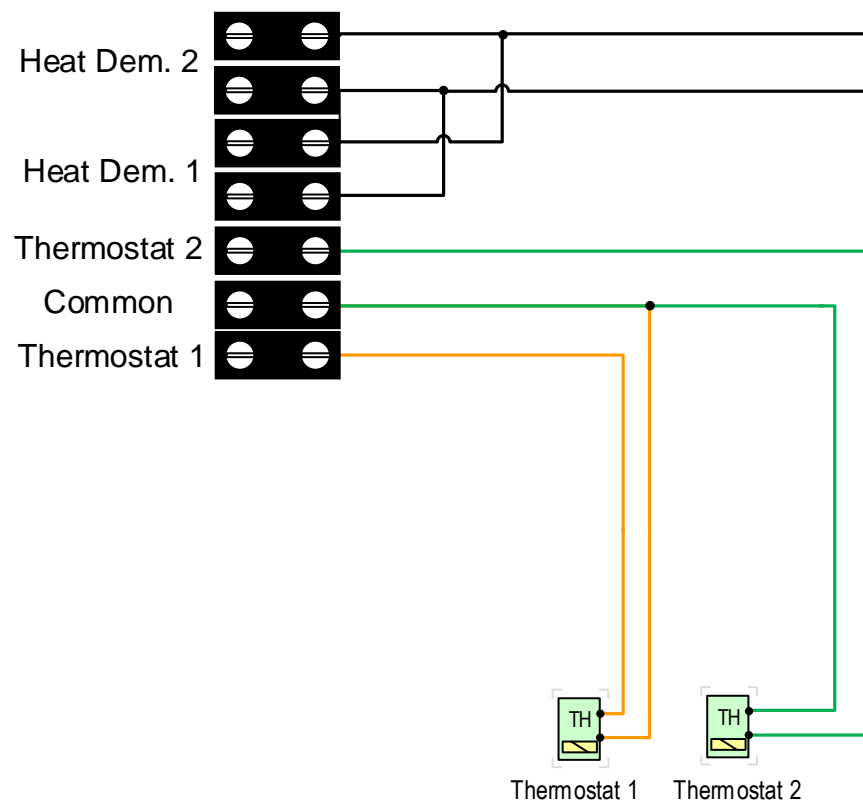 Heat Dem. 2
Heat Dem. 1
Thermostat 2
Common
Thermostat 1
TH
TH
Thermostat 1
Thermostat 2